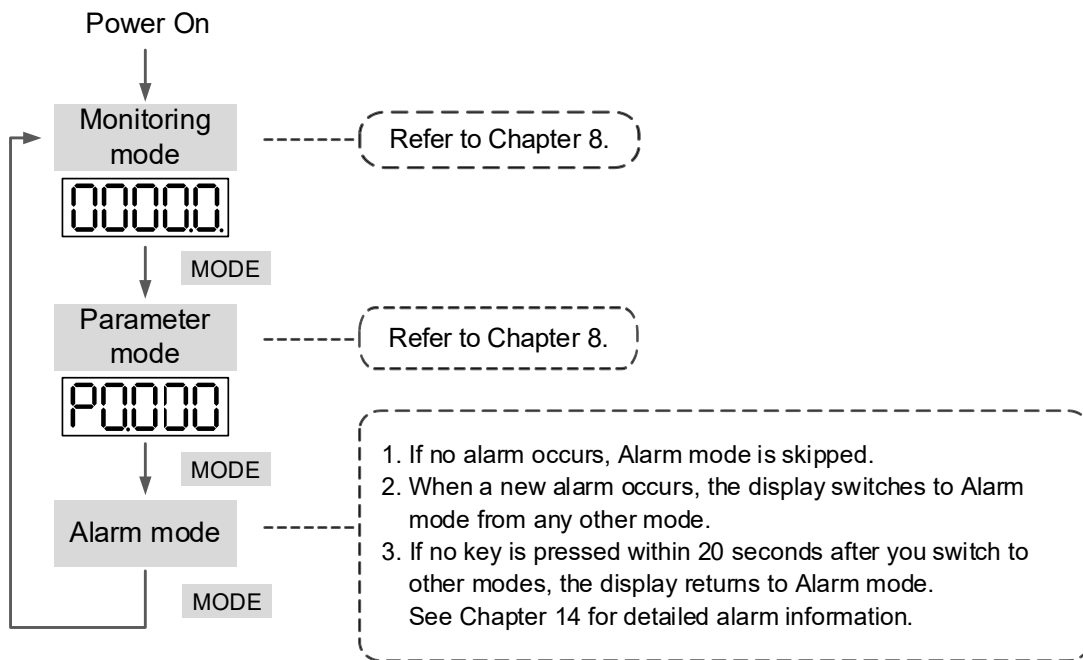 Power On
Monitoring
mode
Refer to Chapter 8.
0000.0.
MODE
Parameter
mode
Refer to Chapter 8.
P0.000
MODE
1. If no alarm occurs, Alarm mode is skipped.
2. When a new alarm occurs, the display switches to Alarm
mode from any other mode.
3. If no key is pressed within 20 seconds after you switch to
other modes, the display returns to Alarm mode.
See Chapter 14 for detailed alarm information.
Alarm mode
MODE